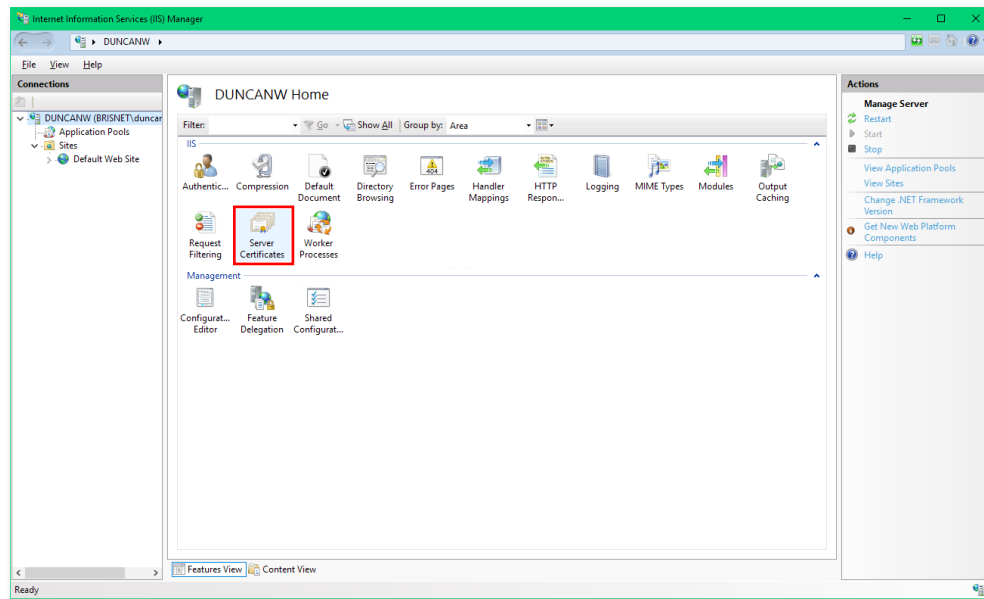 Internet Information Services (IIS) Manager
DUNCANW
File View Help
Connections
DUNCANW (BRISNET\duncar
Application Pools
Sites
Default Web Site
DUNCANW Home
Filter: Go Show All Group by: Area
IIS
Authentic... Compression Default Document Directory Browsing Error Pages Handler Mappings HTTP Respon... Logging MIME Types Modules Output Caching
Request Filtering Server Certificates Worker Processes
Management
Configurat... Editor Feature Delegation Shared Configurat...
Features View Content View
Ready
Actions
Manage Server
Restart
Start
Stop
View Application Pools
View Sites
Change .NET Framework
Version
Get New Web Platform
Components
Help